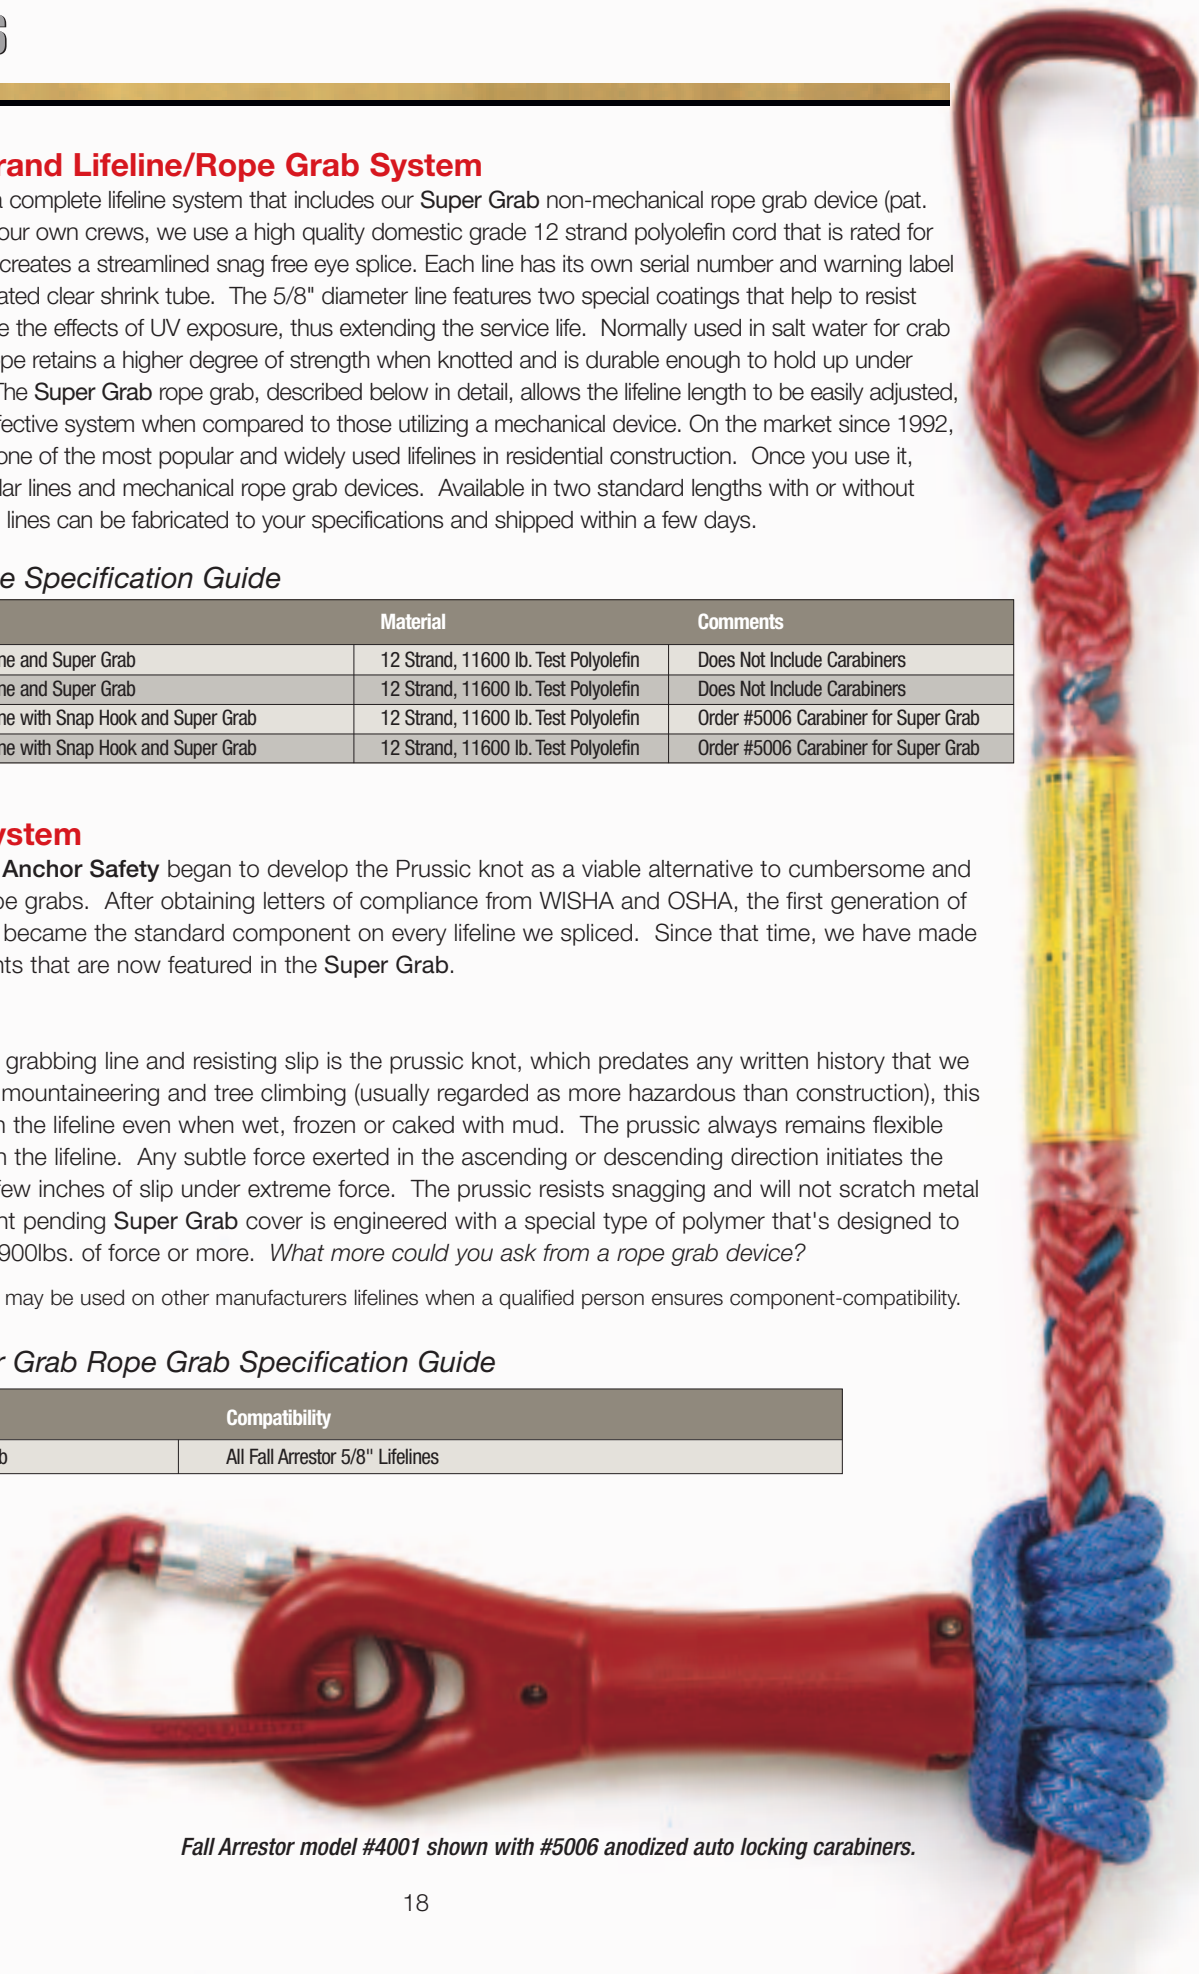 rand Lifeline/Rope Grab System
a complete lifeline system that includes our Super Grab non-mechanical rope grab device (pat.
our own crews, we use a high quality domestic grade 12 strand polyolefin cord that is rated for
creates a streamlined snag free eye splice. Each line has its own serial number and warning label
ated clear shrink tube. The 5/8" diameter line features two special coatings that help to resist
e the effects of UV exposure, thus extending the service life. Normally used in salt water for crab
pe retains a higher degree of strength when knotted and is durable enough to hold up under
The Super Grab rope grab, described below in detail, allows the lifeline length to be easily adjusted,
fective system when compared to those utilizing a mechanical device. On the market since 1992,
one of the most popular and widely used lifelines in residential construction. Once you use it,
lar lines and mechanical rope grab devices. Available in two standard lengths with or without
lines can be fabricated to your specifications and shipped within a few days.
e Specification Guide
Material Comments
ne and Super Grab 12 Strand, 11600 lb. Test Polyolefin Does Not Include Carabiners
ne and Super Grab 12 Strand, 11600 lb. Test Polyolefin Does Not Include Carabiners
ne with Snap Hook and Super Grab 12 Strand, 11600 lb. Test Polyolefin Order #5006 Carabiner for Super Grab
ne with Snap Hook and Super Grab 12 Strand, 11600 lb. Test Polyolefin Order #5006 Carabiner for Super Grab
ystem
Anchor Safety began to develop the Prussic knot as a viable alternative to cumbersome and
pe grabs. After obtaining letters of compliance from WISHA and OSHA, the first generation of
became the standard component on every lifeline we spliced. Since that time, we have made
nts that are now featured in the Super Grab.
grabbing line and resisting slip is the prussic knot, which predates any written history that we
mountaineering and tree climbing (usually regarded as more hazardous than construction), this
n the lifeline even when wet, frozen or caked with mud. The prussic always remains flexible
n the lifeline. Any subtle force exerted in the ascending or descending direction initiates the
few inches of slip under extreme force. The prussic resists snagging and will not scratch metal
nt pending Super Grab cover is engineered with a special type of polymer that's designed to
900lbs. of force or more. What more could you ask from a rope grab device?
may be used on other manufacturers lifelines when a qualified person ensures component-compatibility.
r Grab Rope Grab Specification Guide
Compatibility
b All Fall Arrestor 5/8" Lifelines
Fall Arrestor model #4001 shown with #5006 anodized auto locking carabiners.
18